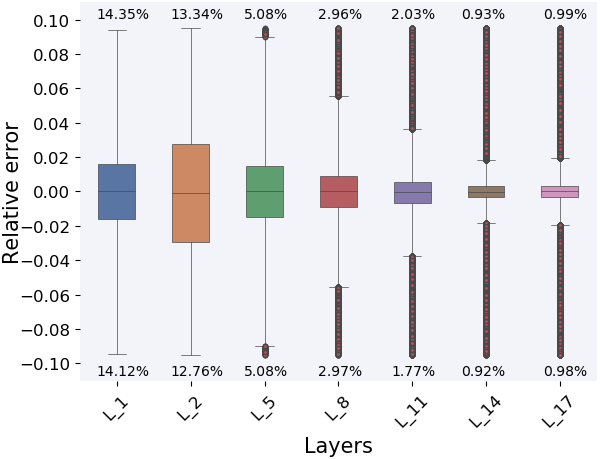 14.35% 13.34% 5.08% 2.96% 2.03% 0.93% 0.99%
0.10
0.08
0.06
0.04
0.02
0.00
−0.02
−0.04
−0.06
−0.08
−0.10
Relative error
14.12% 12.76% 5.08% 2.97% 1.77% 0.92% 0.98%
L_1 L_2 L_5 L_8 L_11 L_14 L_17
Layers